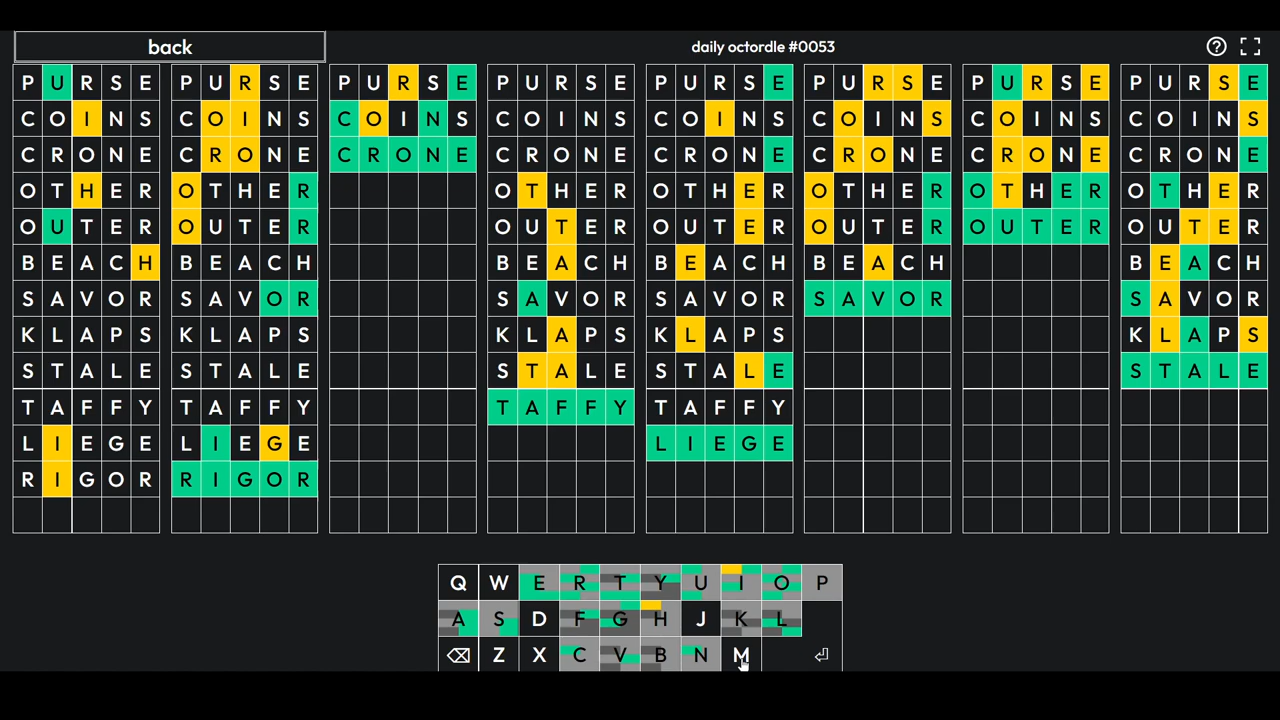 back
daily octordle #0053
PURSE PURSE PURSE PURSE PURSE PURSE PURSE PURSE
COINS COINS COINS COINS COINS COINS COINS COINS
CRONE CRONE CRONE CRONE CRONE CRONE CRONE CRONE
OTHER OTHER OTHER OTHER OTHER OTHER OTHER
OUTER OUTER OUTER OUTER OUTER OUTER OUTER
BEACH BEACH BEACH BEACH BEACH BEACH
SAVOR SAVOR SAVOR SAVOR SAVOR SAVOR
KLAPS KLAPS KLAPS KLAPS KLAPS
STALE STALE STALE STALE STALE
TAFFY TAFFY TAFFY TAFFY
LIEGE LIEGE LIEGE
RIGOR RIGOR
Q W E R T Y U I O P
A S D F G H J K L
Z X C V B N M